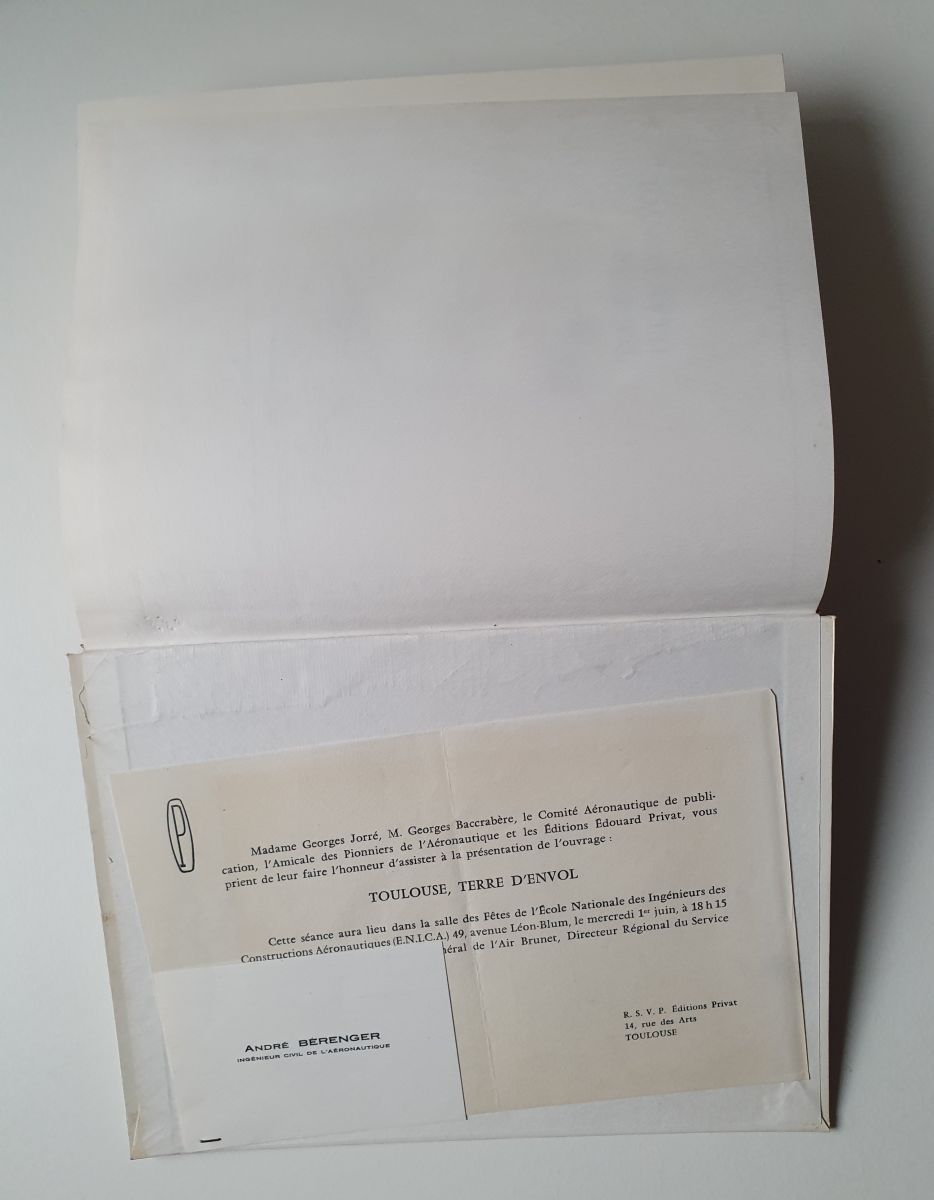 P
Madame Georges Jorré, M. Georges Baccrabère, le Comité Aéronautique de publi-
cation, l'Amicale des Pionniers de l'Aéronautique et les Éditions Édouard Privat, vous
prient de leur faire l'honneur d'assister à la présentation de l'ouvrage :
TOULOUSE, TERRE D'ENVOL
Cette séance aura lieu dans la salle des Fêtes de l'École Nationale des Ingénieurs des
Constructions Aéronautiques (E.N.I.C.A.) 49, avenue Léon-Blum, le mercredi 1er juin, à 18 h 15
néral de l'Air Brunet, Directeur Régional du Service
R. S. V. P. Éditions Privat
14, rue des Arts
TOULOUSE
ANDRÉ BÉRENGER
INGÉNIEUR CIVIL DE L'AÉRONAUTIQUE